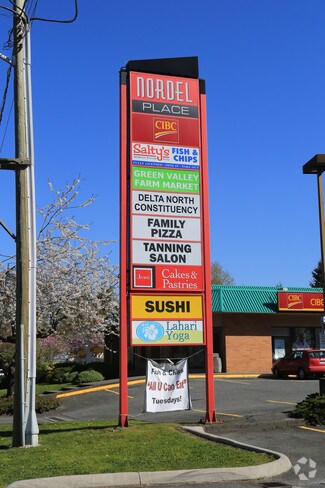 NORDEL
PLACE
CIBC
Salty's FISH &
CHIPS
GREEN VALLEY
FARM MARKET
DELTA NORTH
CONSTITUENCY
FAMILY
PIZZA
TANNING
SALON
Cakes &
Pastries
SUSHI
Lahari
Yoga
Fish & Chips
"All U Can Eat"
Tuesdays!
CIBC